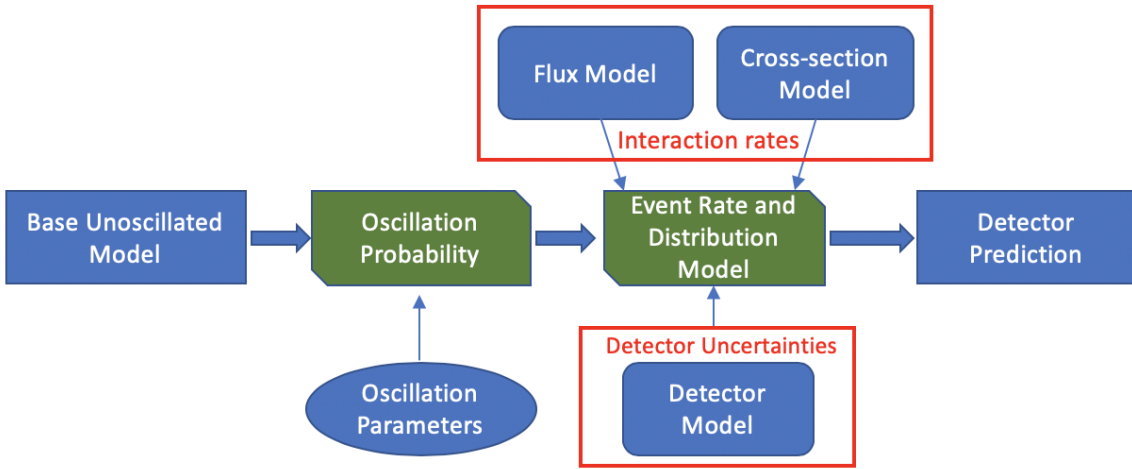 Flux Model
Cross-section
Model
Interaction rates
Base Unoscillated
Model
Oscillation
Probability
Event Rate and
Distribution
Model
Detector
Prediction
Oscillation
Parameters
Detector Uncertainties
Detector
Model